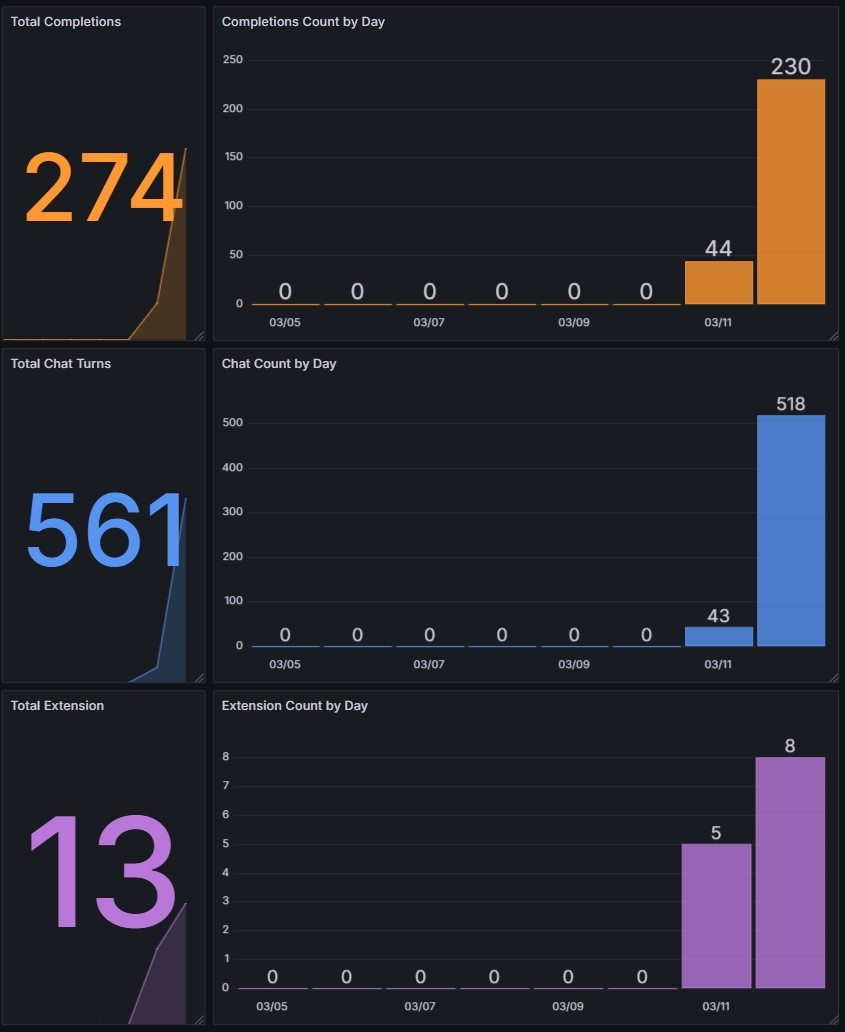 Total Completions
274
Completions Count by Day
250
200
150
100
50
0
0 0 0 0 0 0 44 230
03/05 03/07 03/09 03/11
Total Chat Turns
561
Chat Count by Day
500
400
300
200
100
0
0 0 0 0 0 0 43 518
03/05 03/07 03/09 03/11
Total Extension
13
Extension Count by Day
8
7
6
5
4
3
2
1
0
0 0 0 0 0 0 5 8
03/05 03/07 03/09 03/11